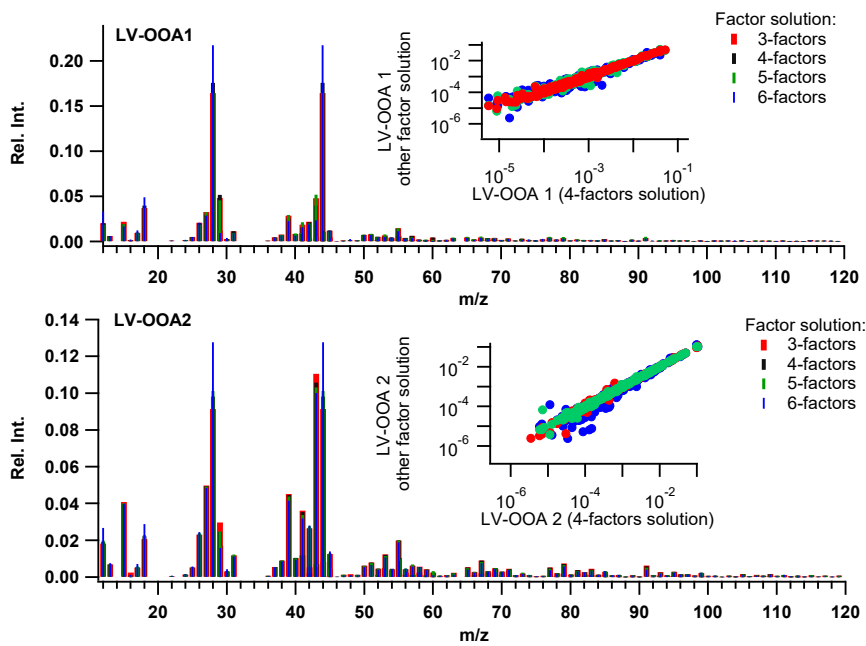 LV-OOA1
Rel. Int.
0.20
0.15
0.10
0.05
0.00
20 30 40 50 60 70 80 90 100 110 120
m/z
LV-OOA 1
other factor solution
10-2
10-4
10-6
10-5 10-3 10-1
LV-OOA 1 (4-factors solution)
Factor solution:
3-factors
4-factors
5-factors
6-factors
LV-OOA2
Rel. Int.
0.14
0.12
0.10
0.08
0.06
0.04
0.02
0.00
20 30 40 50 60 70 80 90 100 110 120
m/z
LV-OOA 2
other factor solution
10-2
10-4
10-6
10-6 10-4 10-2
LV-OOA 2 (4-factors solution)
Factor solution:
3-factors
4-factors
5-factors
6-factors